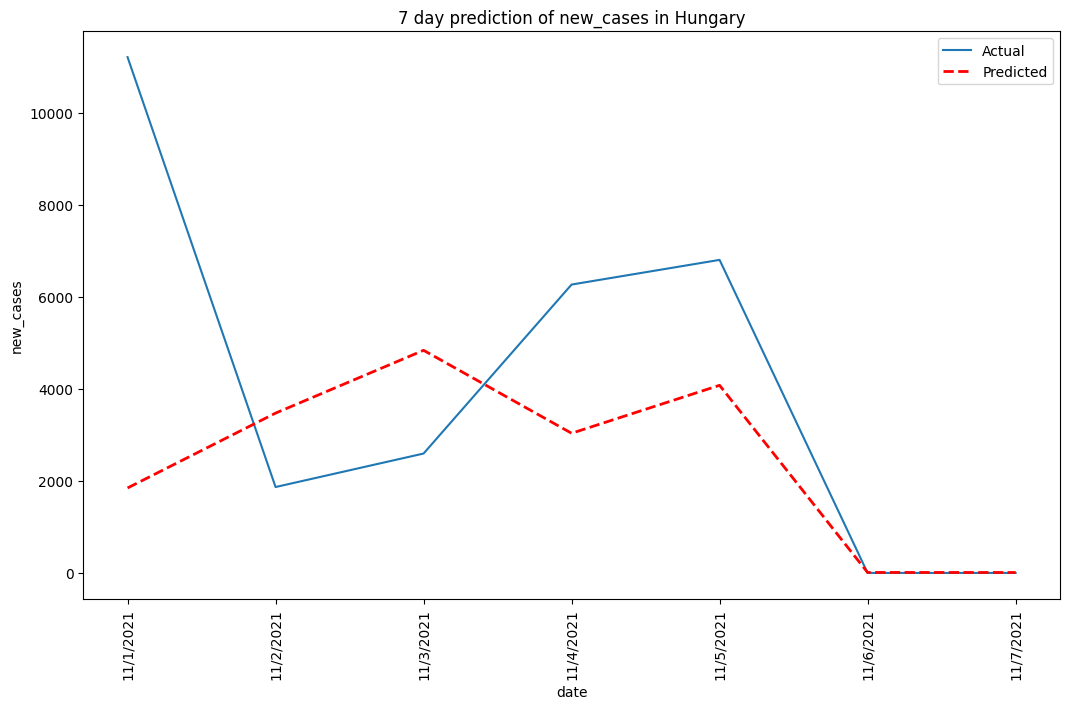 7 day prediction of new_cases in Hungary
Actual
Predicted
new_cases
10000
8000
6000
4000
2000
0
11/1/2021
11/2/2021
11/3/2021
11/4/2021
11/5/2021
11/6/2021
11/7/2021
date